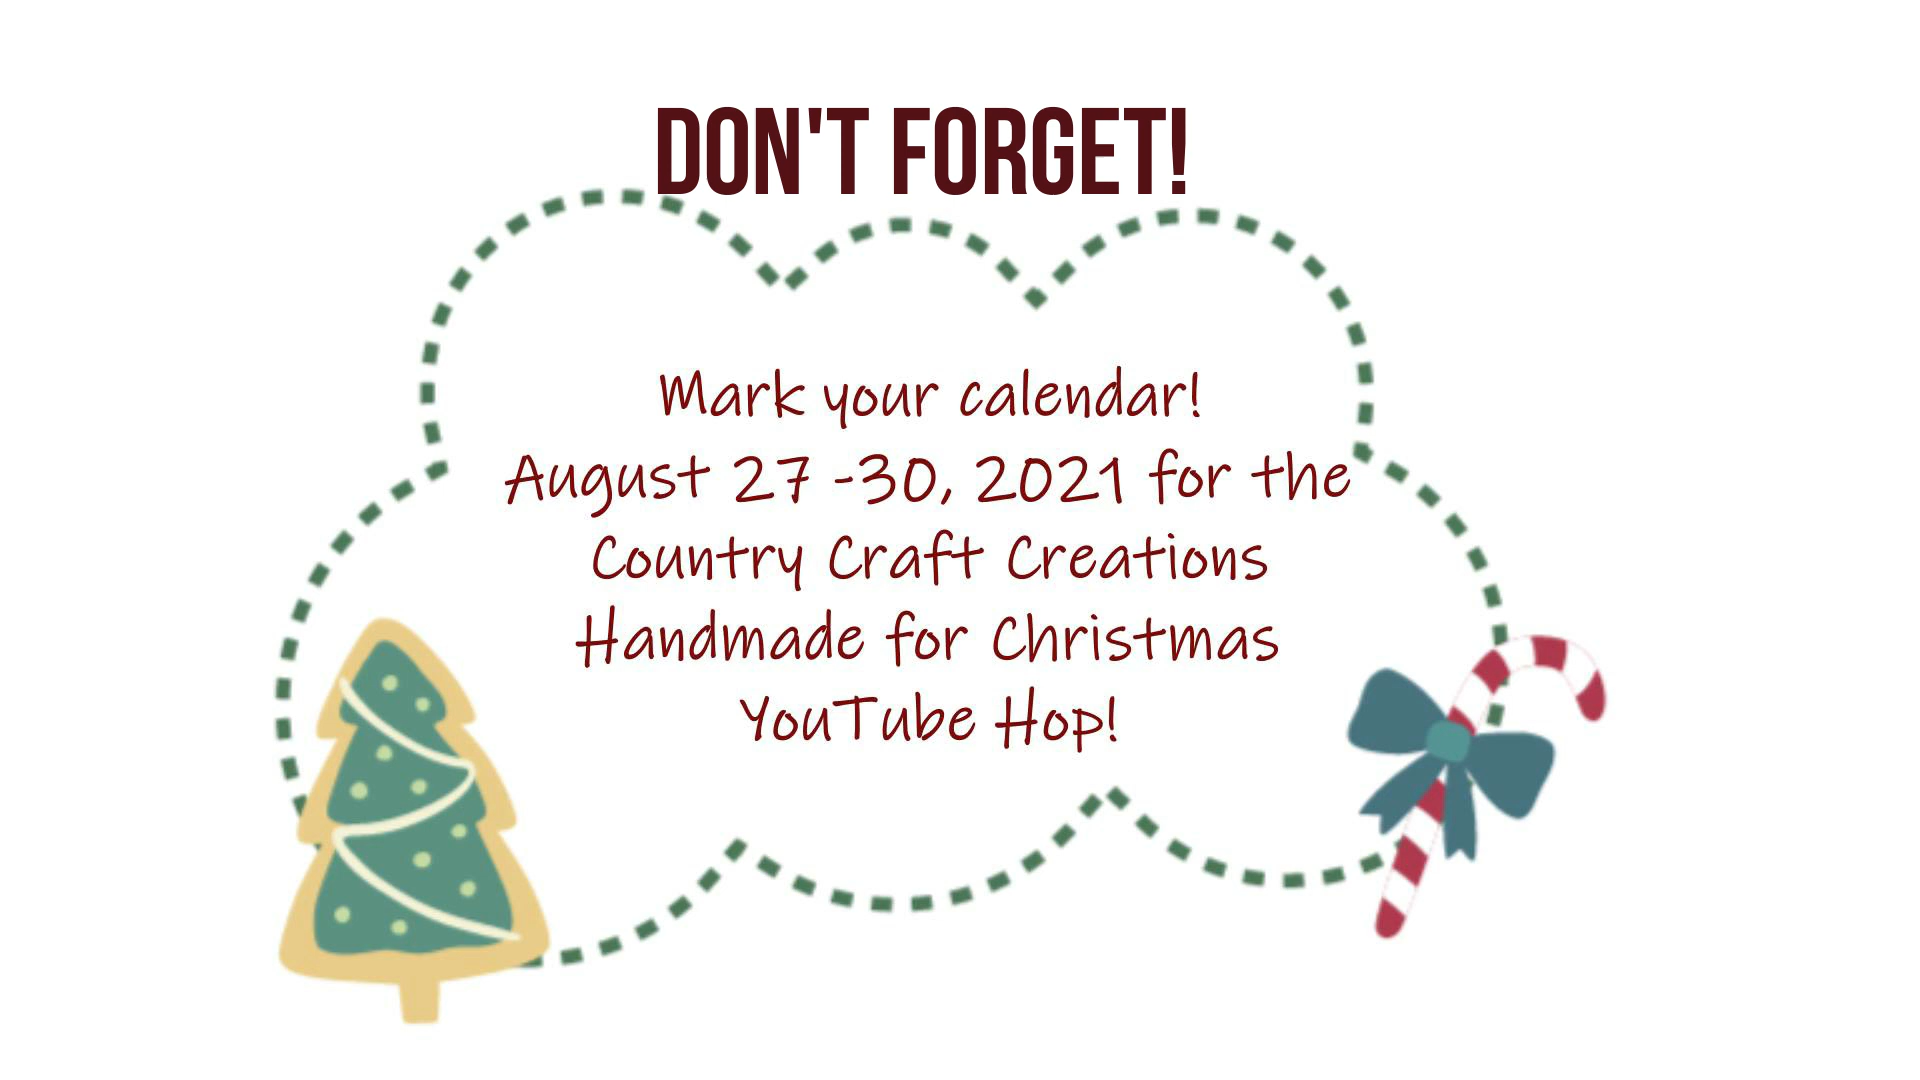 DON'T FORGET!
Mark your calendar!
August 27 -30, 2021 for the
Country Craft Creations
Handmade for Christmas
YouTube Hop!